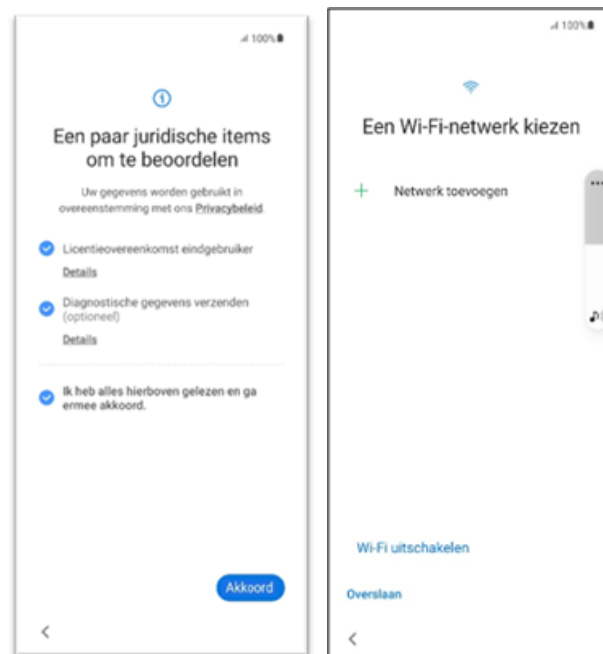 100%
Een paar juridische items
om te beoordelen
Uw gegevens worden gebruikt in
overeenstemming met ons Privacybeleid.
Licentieovereenkomst eindgebruiker
Details
Diagnostische gegevens verzenden
(optioneel)
Details
Ik heb alles hierboven gelezen en ga
ermee akkoord.
Akkoord
100%
Een Wi-Fi-netwerk kiezen
Netwerk toevoegen
Wi-Fi uitschakelen
Overslaan